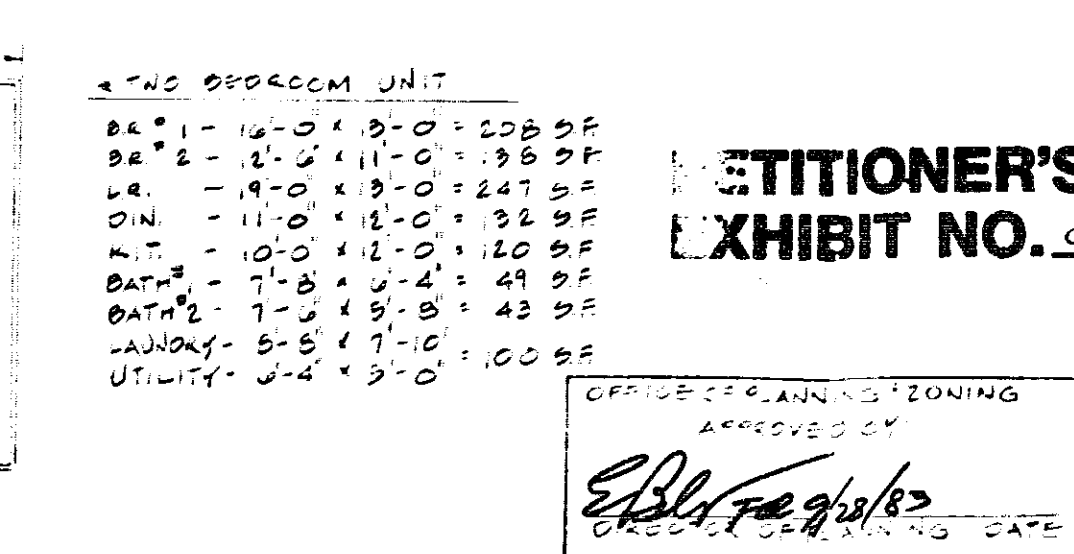 * TWO BEDROOM UNIT
B.R.#1 - 16'-0" x 13'-0" = 208 S.F.
B.R.#2 - 12'-6" x 11'-0" = 138 S.F.
L.R. - 19'-0" x 13'-0" = 247 S.F.
DIN. - 11'-0" x 12'-0" = 132 S.F.
KIT. - 10'-0" x 12'-0" = 120 S.F.
BATH#1 - 7'-8" x 6'-4" = 49 S.F.
BATH#2 - 7'-6" x 5'-8" = 43 S.F.
LAUNDRY - 8'-8" x 7'-10"
UTILITY - 6'-4" x 5'-0" = 100 S.F.
PETITIONER'S
EXHIBIT NO.
OFFICE OF PLANNING & ZONING
APPROVED BY
FOR 9/28/83
DIRECTOR OF PLANNING DATE